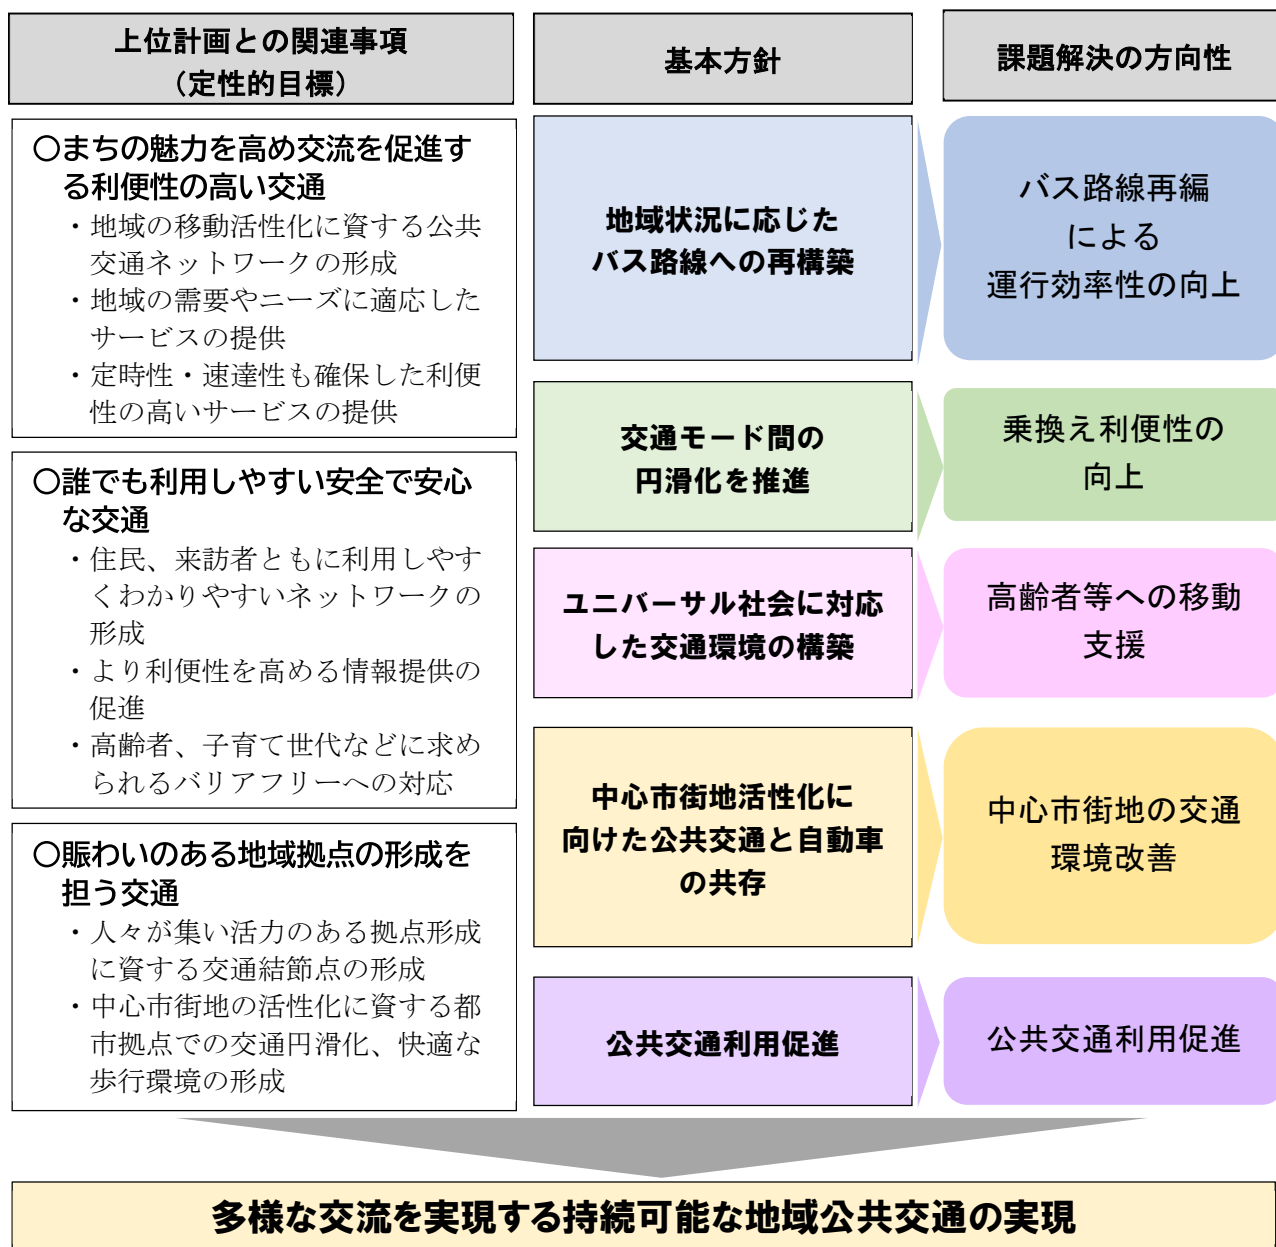 上位計画との関連事項
（定性的目標）
○まちの魅力を高め交流を促進す
る利便性の高い交通
・地域の移動活性化に資する公共
交通ネットワークの形成
・地域の需要やニーズに適応した
サービスの提供
・定時性・速達性も確保した利便
性の高いサービスの提供
○誰でも利用しやすい安全で安心
な交通
・住民、来訪者ともに利用しやす
くわかりやすいネットワークの
形成
・より利便性を高める情報提供の
促進
・高齢者、子育て世代などに求め
られるバリアフリーへの対応
○賑わいのある地域拠点の形成を
担う交通
・人々が集い活力のある拠点形成
に資する交通結節点の形成
・中心市街地の活性化に資する都
市拠点での交通円滑化、快適な
歩行環境の形成
基本方針
地域状況に応じた
バス路線への再構築
交通モード間の
円滑化を推進
ユニバーサル社会に対応
した交通環境の構築
中心市街地活性化に
向けた公共交通と自動車
の共存
公共交通利用促進
課題解決の方向性
バス路線再編
による
運行効率性の向上
乗換え利便性の
向上
高齢者等への移動
支援
中心市街地の交通
環境改善
公共交通利用促進
多様な交流を実現する持続可能な地域公共交通の実現